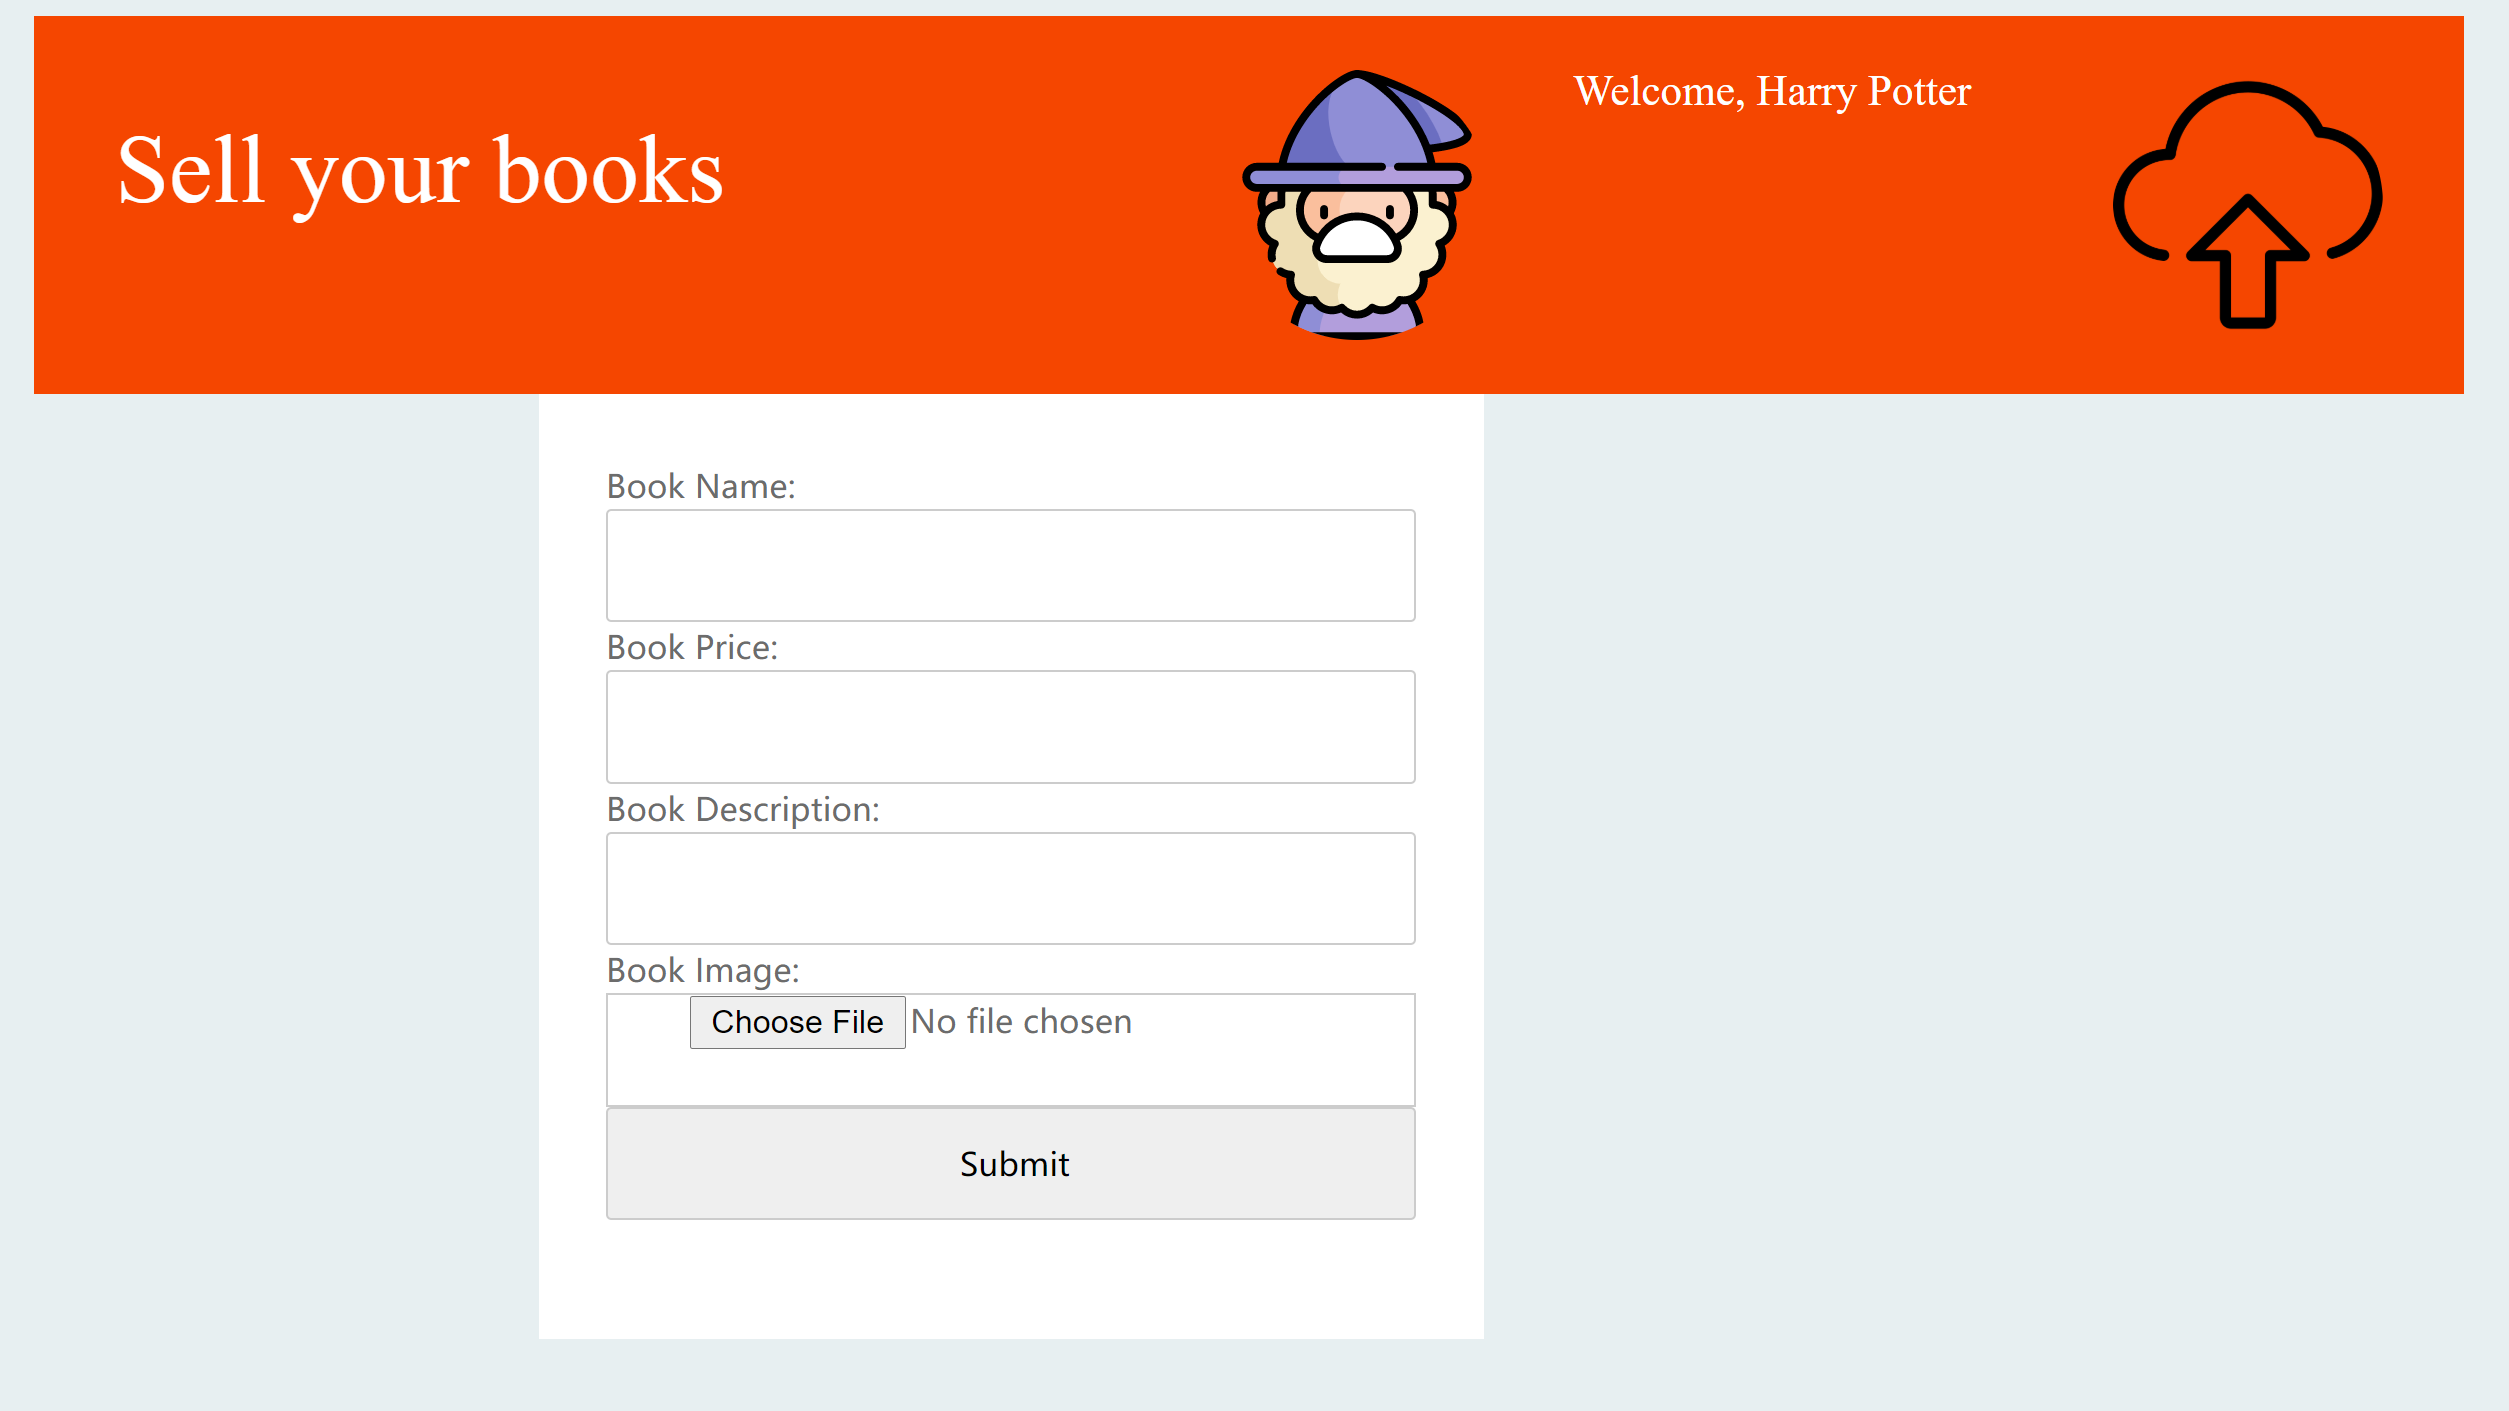 Welcome, Harry Potter
Sell your books
Book Name:
Book Price:
Book Description:
Book Image:
Choose File No file chosen
Submit